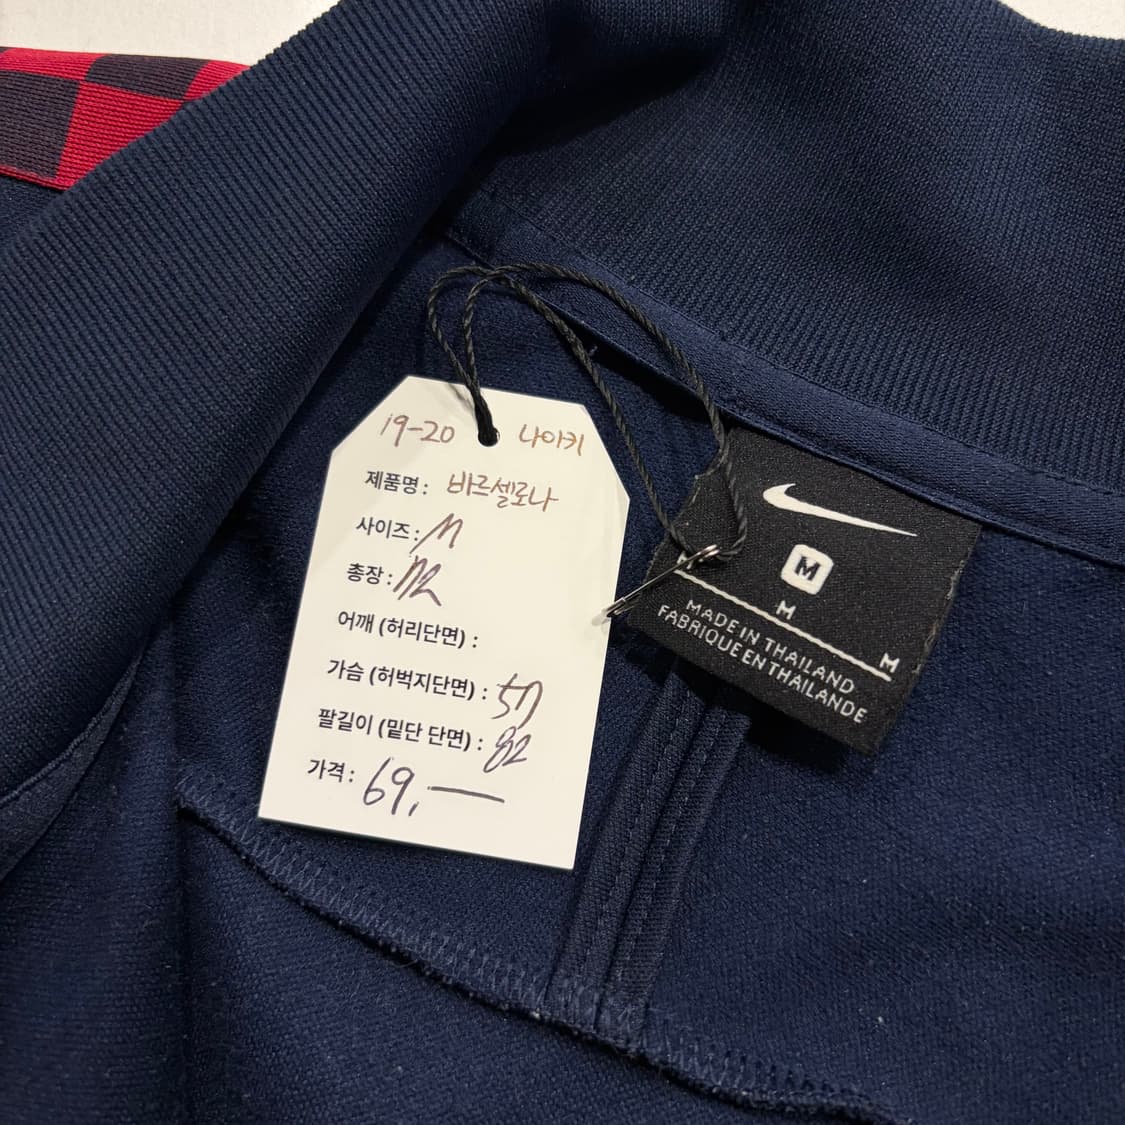 19-20 나이키
제품명: 바르셀로나
사이즈: M
총장: 72
어깨 (허리단면) :
가슴 (허벅지단면) : 57
팔길이 (밑단 단면) : 82
가격: 69,—
M
M
M
MADE IN THAILAND
FABRIQUE EN THAILANDE